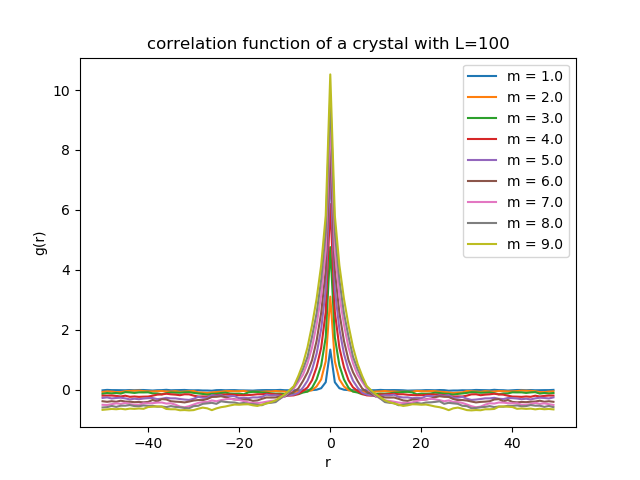 correlation function of a crystal with L=100
g(r)
10
8
6
4
2
0
−40
−20
0
20
40
r
m = 1.0
m = 2.0
m = 3.0
m = 4.0
m = 5.0
m = 6.0
m = 7.0
m = 8.0
m = 9.0